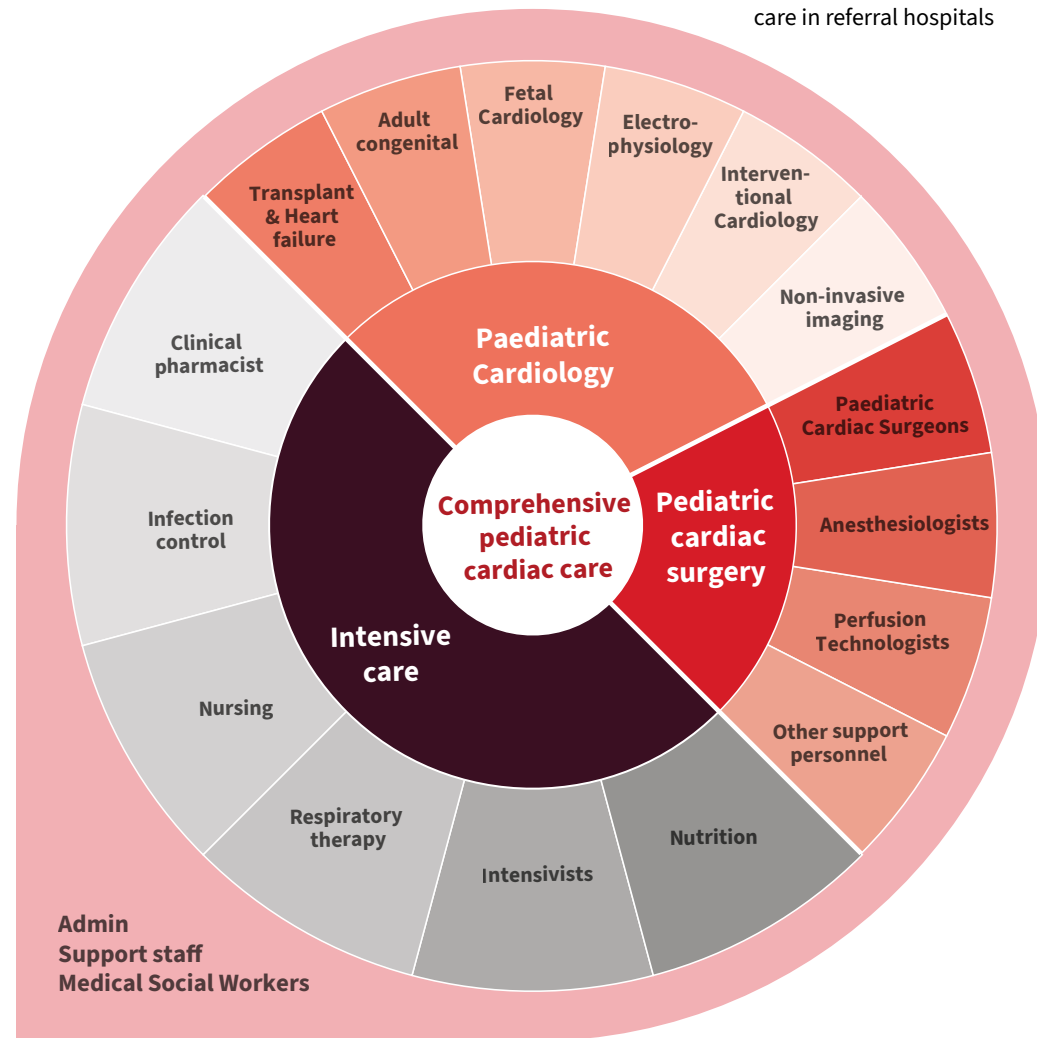 care in referral hospitals
Fetal
Cardiology
Adult
congenital
Electro-
physiology
Interven-
tional
Cardiology
Transplant
& Heart
failure
Non-invasive
imaging
Clinical
pharmacist
Paediatric
Cardiology
Paediatric
Cardiac Surgeons
Comprehensive
pediatric
cardiac care
Pediatric
cardiac
surgery
Anesthesiologists
Infection
control
Intensive
care
Perfusion
Technologists
Nursing
Other support
personnel
Respiratory
therapy
Intensivists
Nutrition
Admin
Support staff
Medical Social Workers